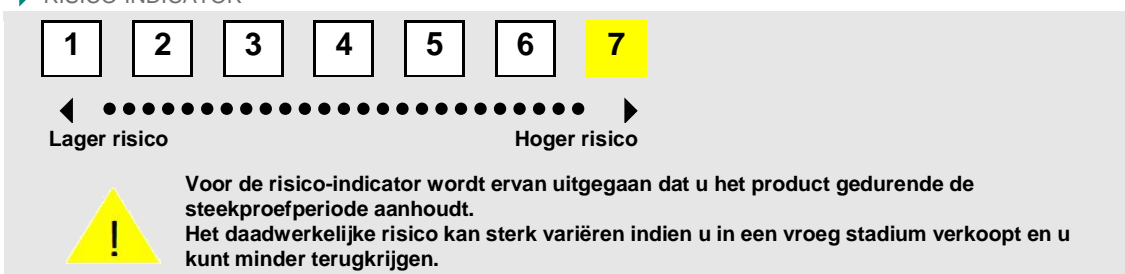 RISICO-INDICATOR
1 2 3 4 5 6 7
Lager risico Hoger risico
Voor de risico-indicator wordt ervan uitgegaan dat u het product gedurende de
steekproefperiode aanhoudt.
Het daadwerkelijke risico kan sterk variëren indien u in een vroeg stadium verkoopt en u
kunt minder terugkrijgen.
!